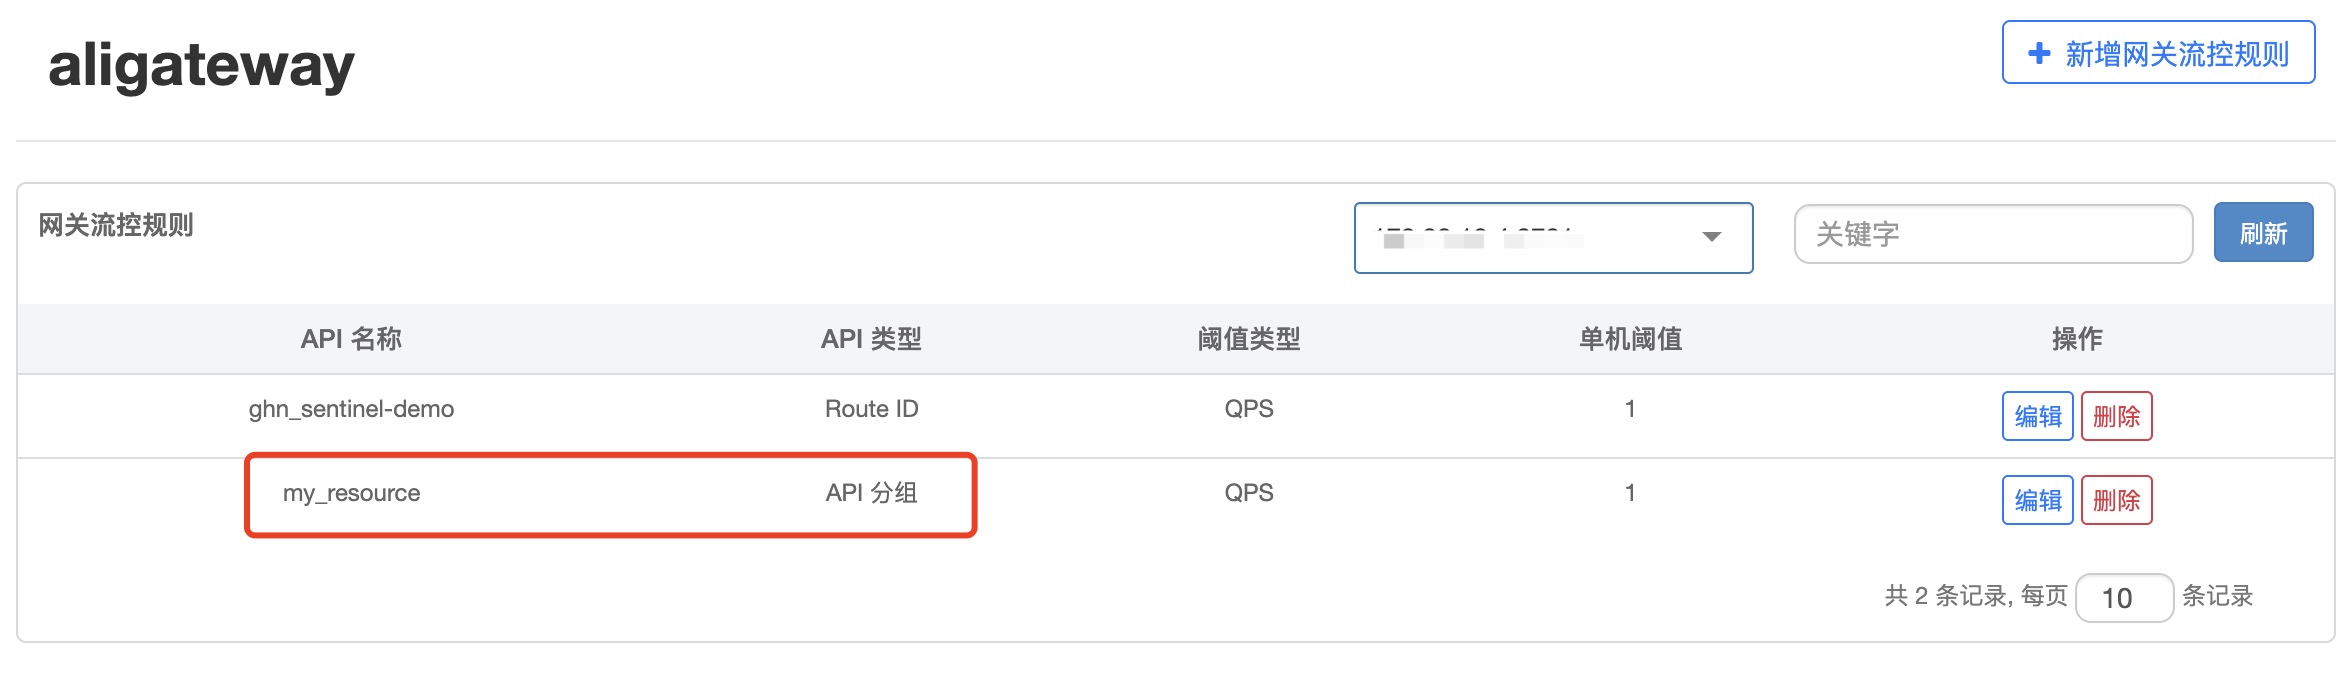 aligateway
新增网关流控规则
网关流控规则
关键字
刷新
API 名称 API 类型 阈值类型 单机阈值 操作
ghn_sentinel-demo Route ID QPS 1 编辑 删除
my_resource API 分组 QPS 1 编辑 删除
共 2 条记录, 每页 10 条记录